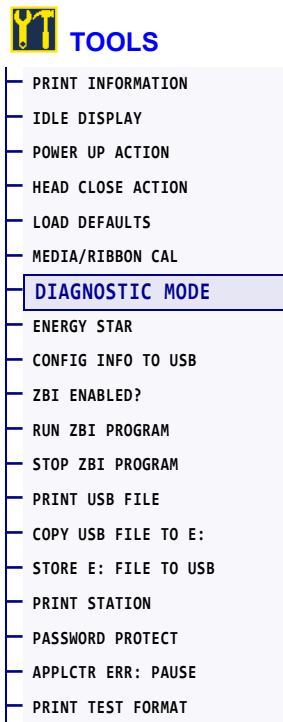 TOOLS
PRINT INFORMATION
IDLE DISPLAY
POWER UP ACTION
HEAD CLOSE ACTION
LOAD DEFAULTS
MEDIA/RIBBON CAL
DIAGNOSTIC MODE
ENERGY STAR
CONFIG INFO TO USB
ZBI ENABLED?
RUN ZBI PROGRAM
STOP ZBI PROGRAM
PRINT USB FILE
COPY USB FILE TO E:
STORE E: FILE TO USB
PRINT STATION
PASSWORD PROTECT
APPLCTR ERR: PAUSE
PRINT TEST FORMAT